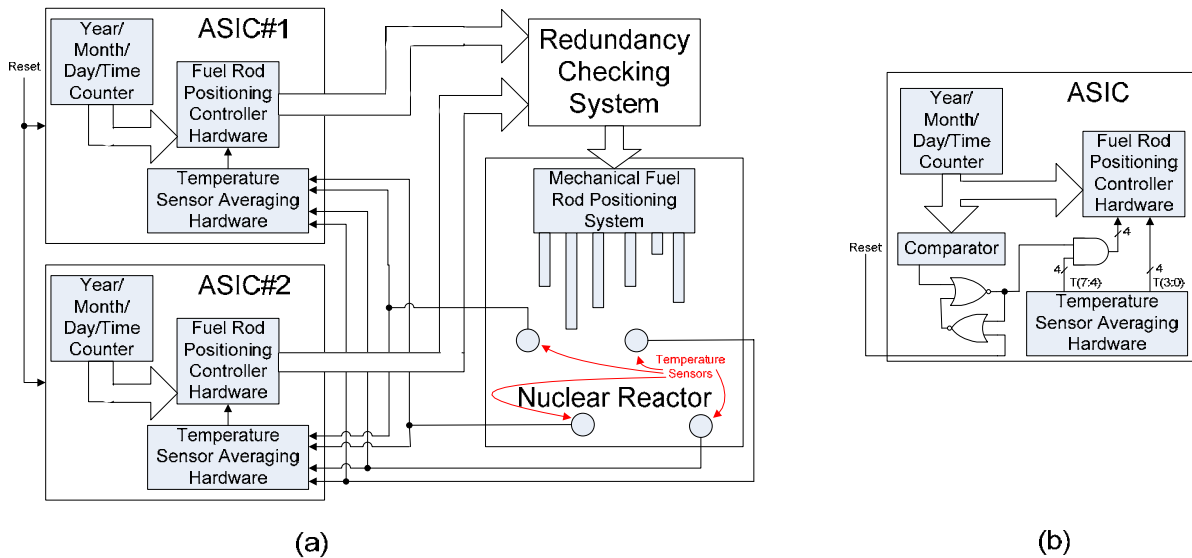 ASIC#1
Year/
Month/
Day/Time
Counter
Fuel Rod
Positioning
Controller
Hardware
Temperature
Sensor Averaging
Hardware
Reset
ASIC#2
Year/
Month/
Day/Time
Counter
Fuel Rod
Positioning
Controller
Hardware
Temperature
Sensor Averaging
Hardware
Redundancy
Checking
System
Mechanical Fuel
Rod Positioning
System
Temperature
Sensors
Nuclear Reactor
(a)
ASIC
Year/
Month/
Day/Time
Counter
Fuel Rod
Positioning
Controller
Hardware
Reset
Comparator
4
4
4
T(7:4}
T(3:0}
Temperature
Sensor Averaging
Hardware
(b)